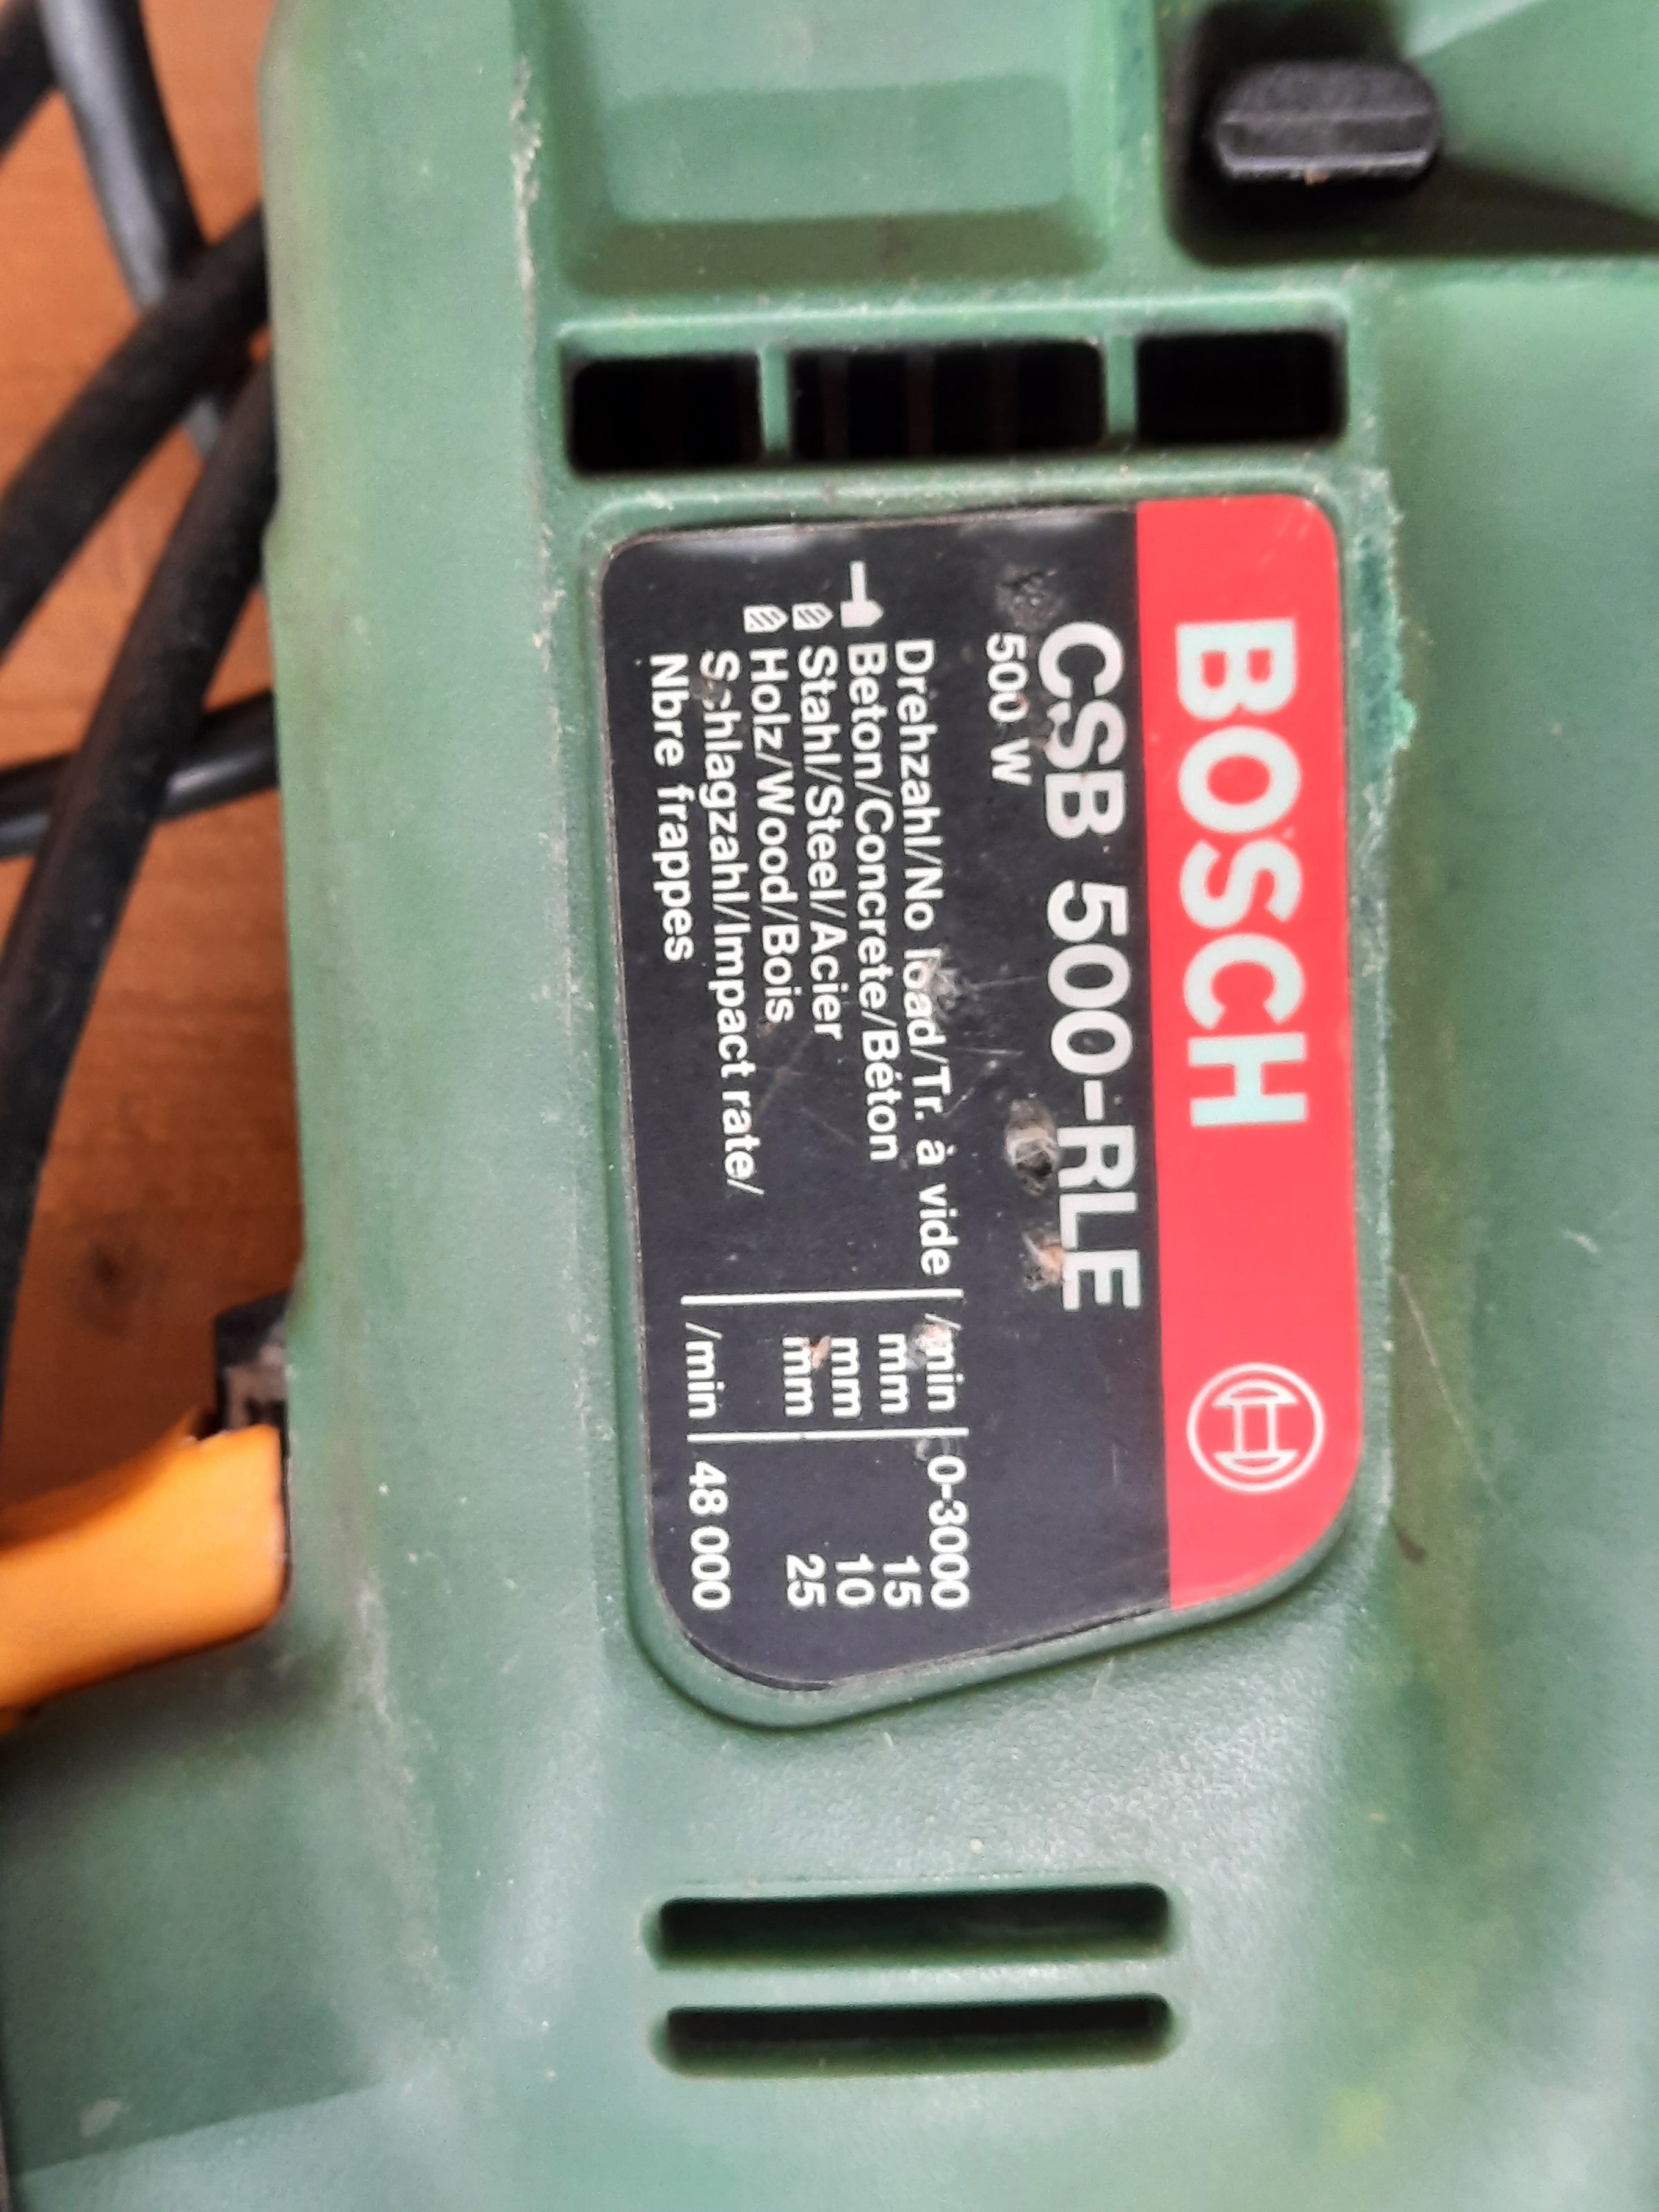 BOSCH
CSB 500-RLE
500 W
Drehzahl/No load/Tr. à vide /min 0-3000
Beton/Concrete/Béton mm 15
Stahl/Steel/Acier mm 10
Holz/Wood/Bois mm 25
Schlagzahl/Impact rate/
Nbre frappes /min 48 000